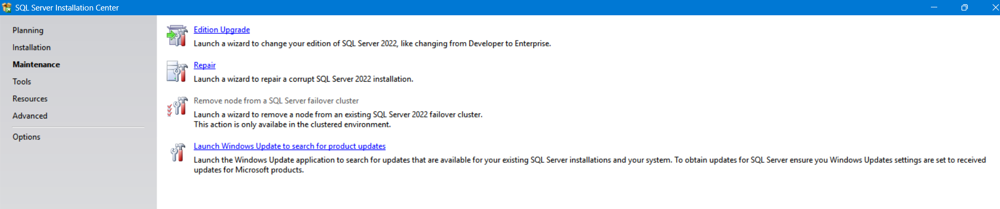 SQL Server Installation Center
Planning
Installation
Maintenance
Tools
Resources
Advanced
Options
Edition Upgrade
Launch a wizard to change your edition of SQL Server 2022, like changing from Developer to Enterprise.
Repair
Launch a wizard to repair a corrupt SQL Server 2022 installation.
Remove node from a SQL Server failover cluster
Launch a wizard to remove a node from an existing SQL Server 2022 failover cluster.
This action is only availabe in the clustered environment.
Launch Windows Update to search for product updates
Launch the Windows Update application to search for updates that are available for your existing SQL Server installations and your system. To obtain updates for SQL Server ensure you Windows Updates settings are set to received
updates for Microsoft products.